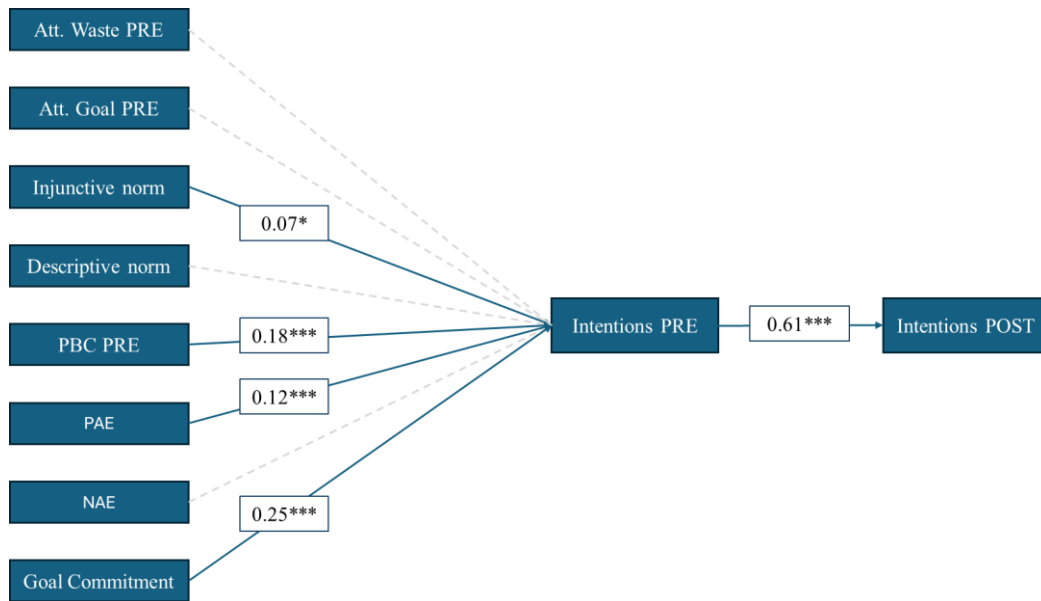 Att. Waste PRE
Att. Goal PRE
Injunctive norm
0.07*
Descriptive norm
Intentions PRE
0.61***
Intentions POST
PBC PRE
0.18***
PAE
0.12***
NAE
0.25***
Goal Commitment